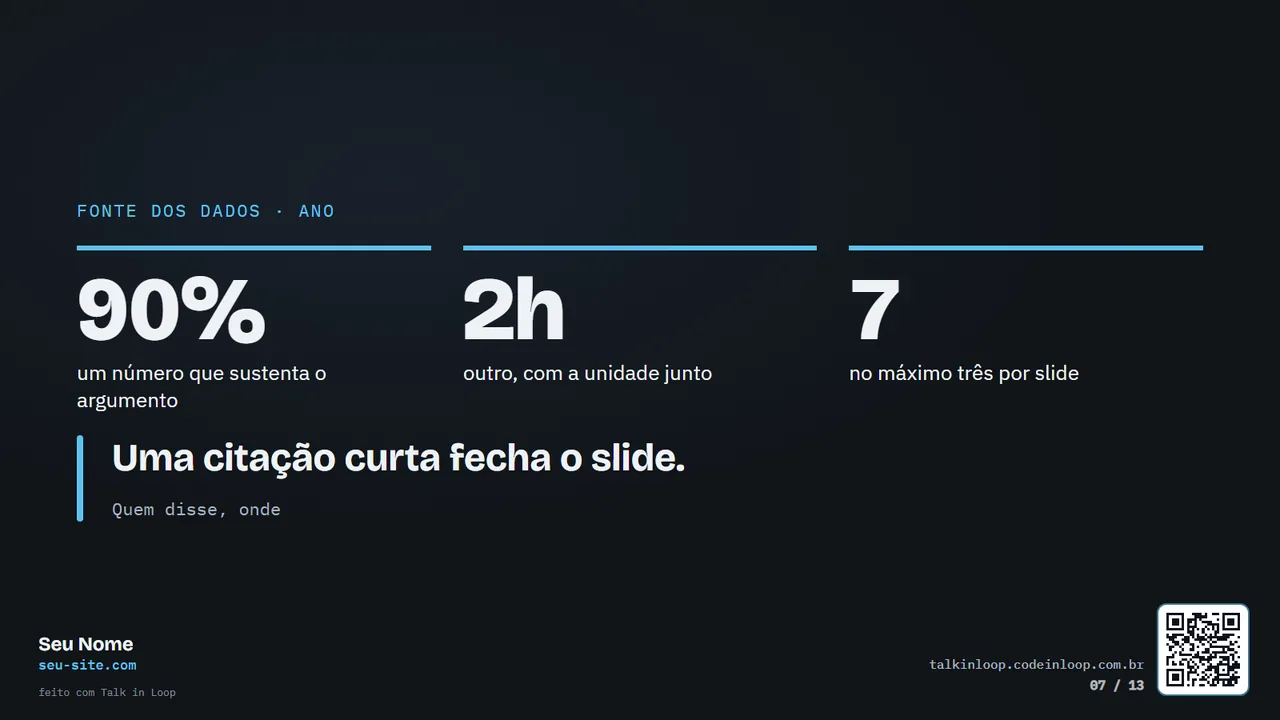 FONTE DOS DADOS · ANO
90%
um número que sustenta o
argumento
2h
outro, com a unidade junto
7
no máximo três por slide
Uma citação curta fecha o slide.
Quem disse, onde
Seu Nome
seu-site.com
feito com Talk in Loop
talkinloop.codeinloop.com.br
07 / 13